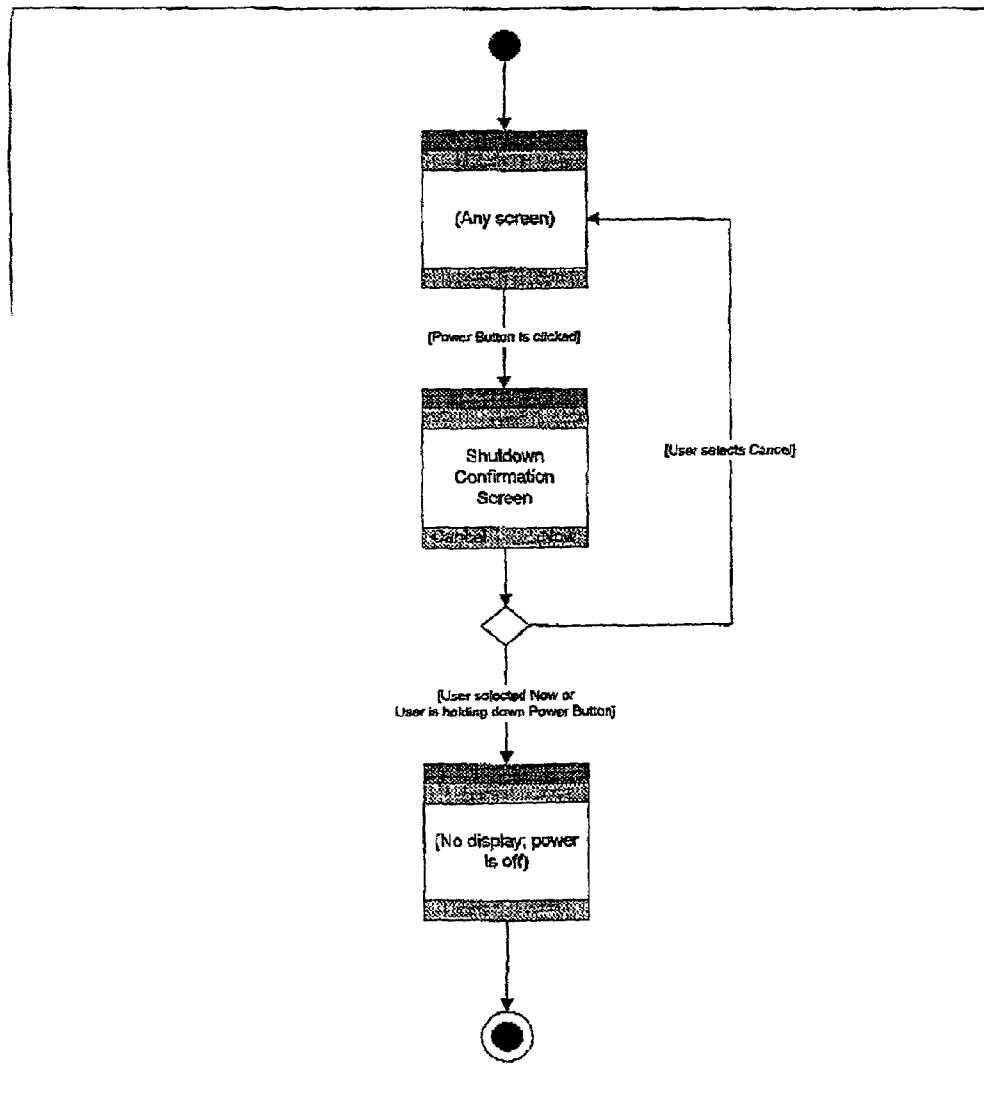 (Any screen)
[Power Button is clicked]
Shutdown
Confirmation
Screen
[User selects Cancel]
Cancel
Now
[User selected Now or
User is holding down Power Button]
(No display; power
is off)